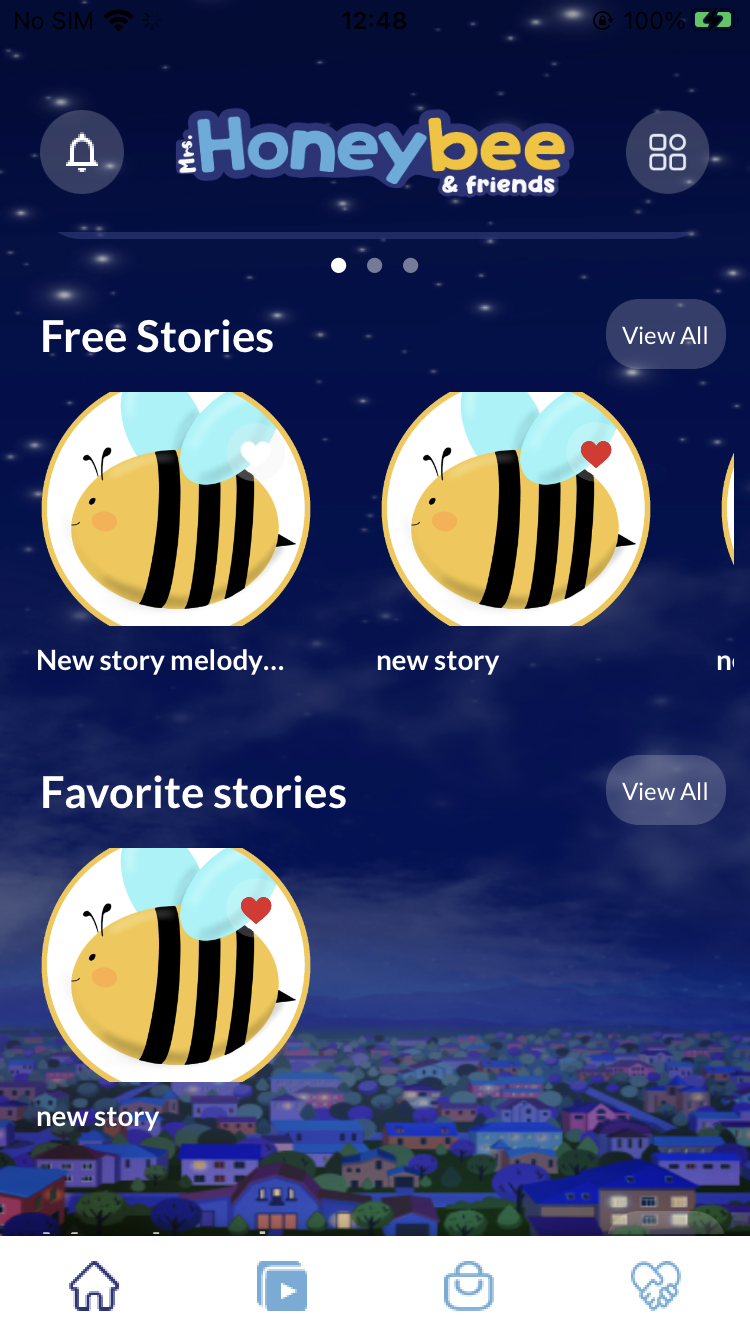 No SIM 12:48 100%
Mrs. Honeybee
& friends
Free Stories View All
New story melody... new story
Favorite stories View All
new story